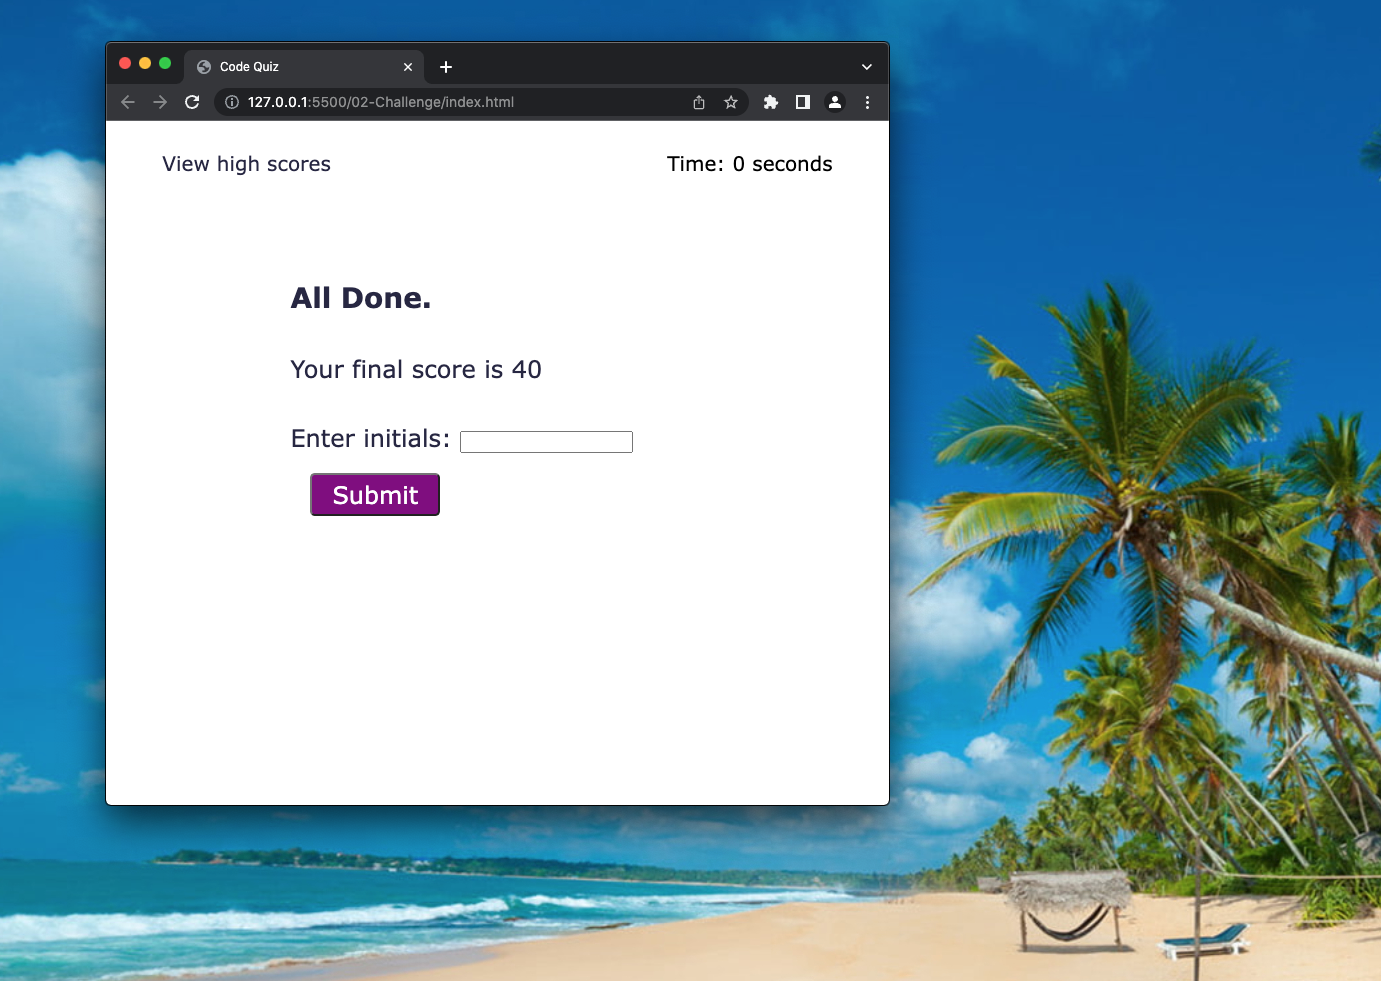 Code Quiz
127.0.0.1:5500/02-Challenge/index.html
View high scores
Time: 0 seconds
All Done.
Your final score is 40
Enter initials:
Submit